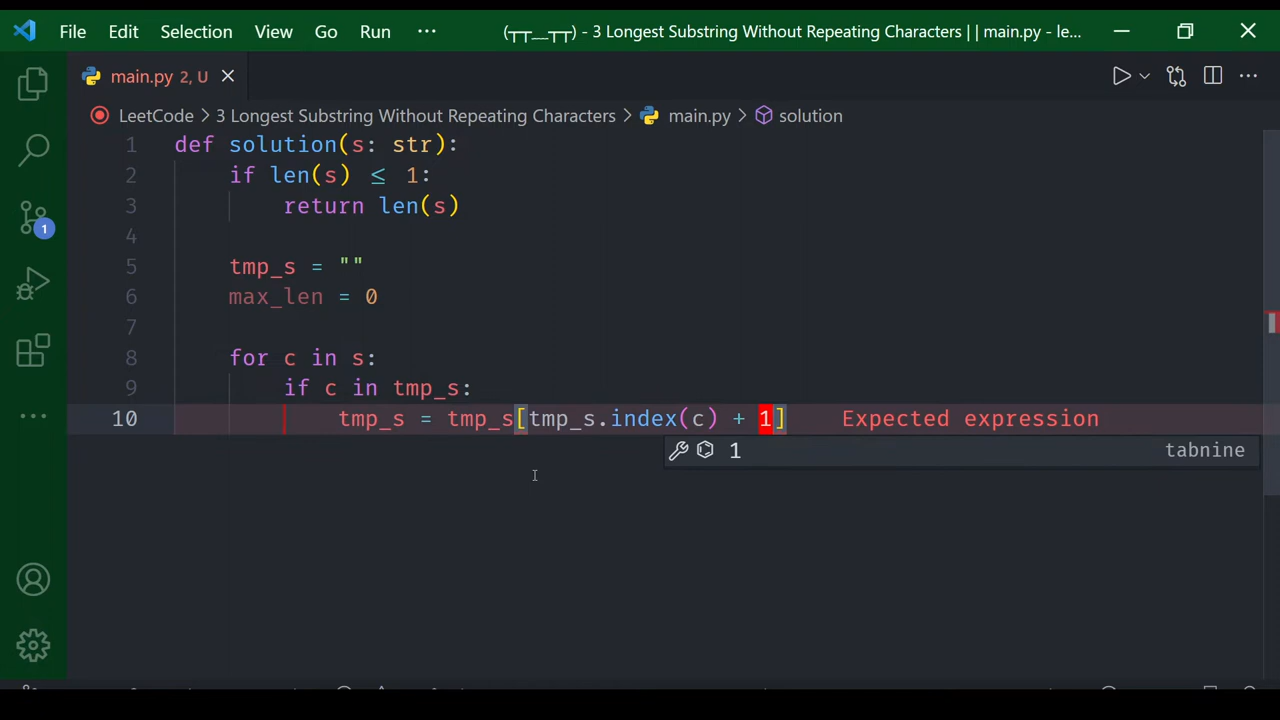 File Edit Selection View Go Run ··· (┬┬﹏┬┬) - 3 Longest Substring Without Repeating Characters | | main.py - le...
main.py 2, U
LeetCode > 3 Longest Substring Without Repeating Characters > main.py > solution
1 def solution(s: str):
2 if len(s) ≤ 1:
3 return len(s)
4
5 tmp_s = ""
6 max_len = 0
7
8 for c in s:
9 if c in tmp_s:
10 tmp_s = tmp_s[tmp_s.index(c) + 1] Expected expression
1 tabnine
1